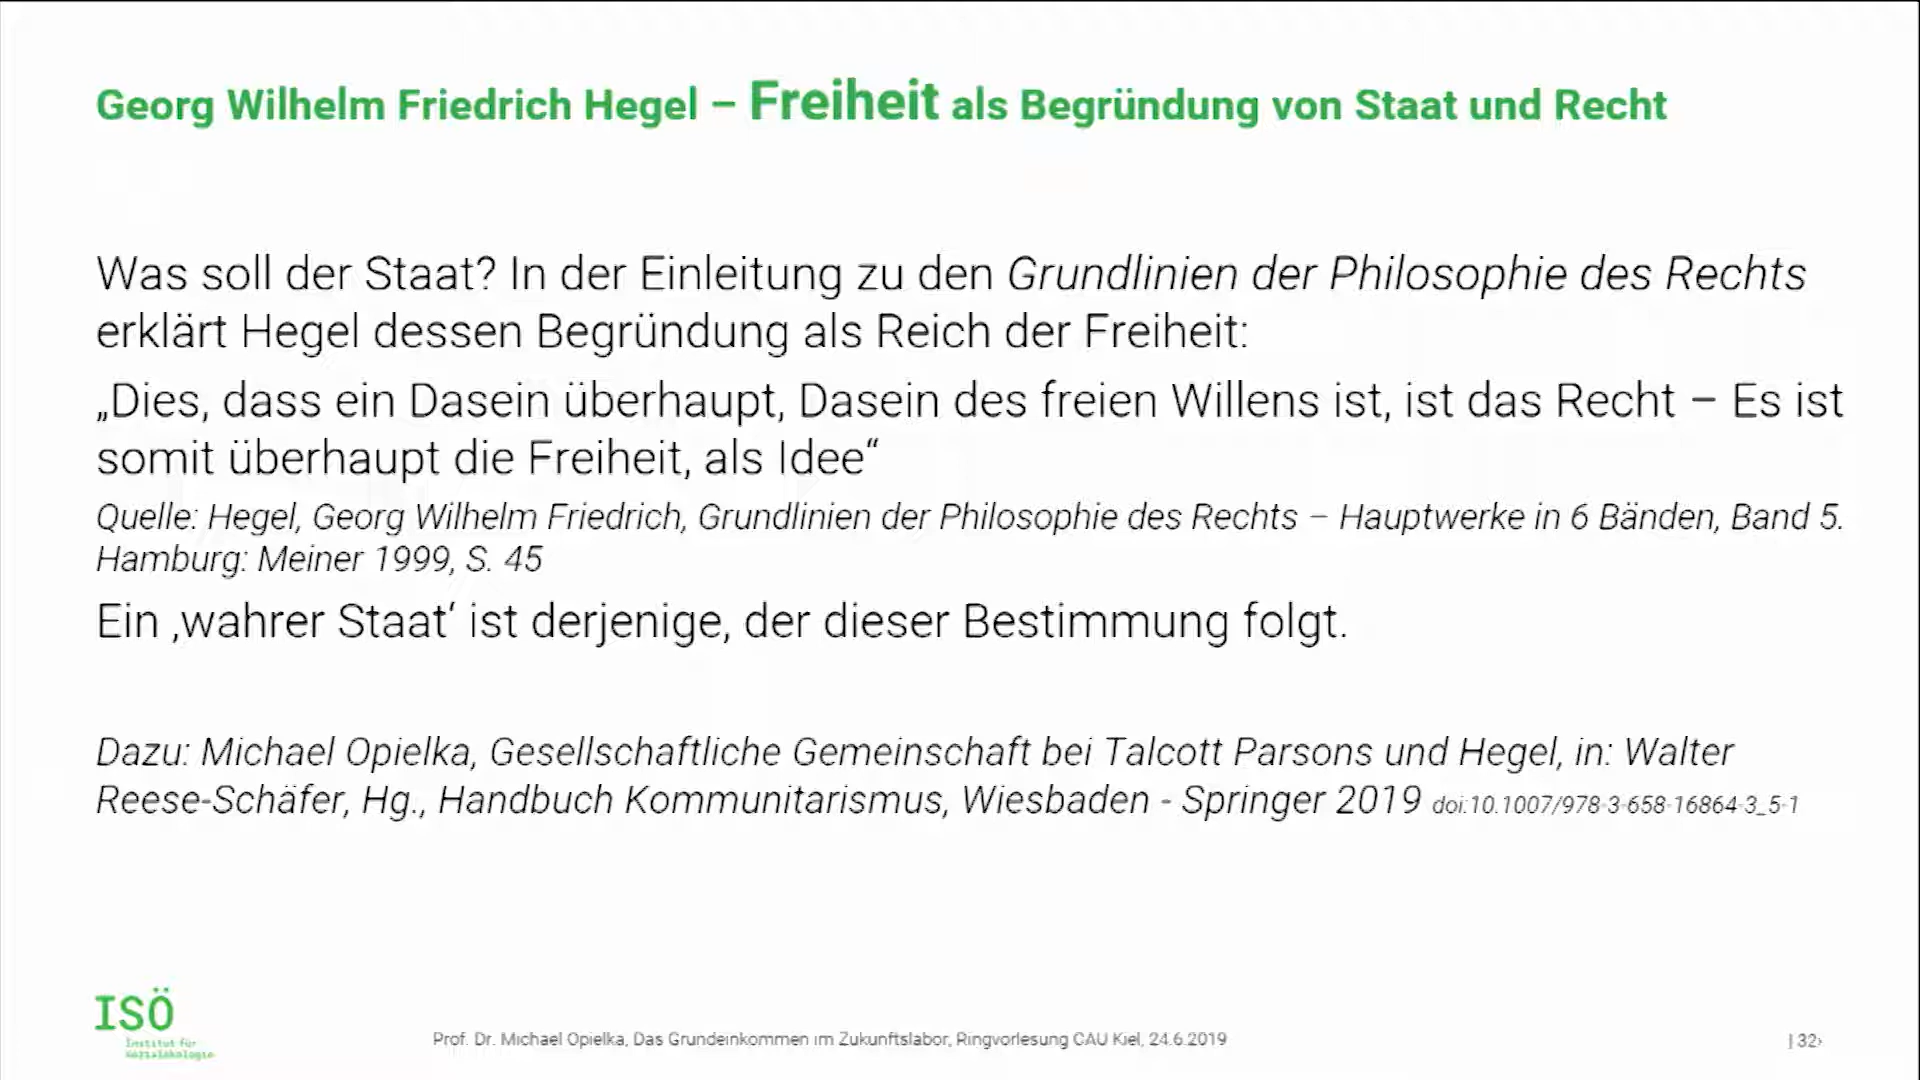 Georg Wilhelm Friedrich Hegel – Freiheit als Begründung von Staat und Recht
Was soll der Staat? In der Einleitung zu den Grundlinien der Philosophie des Rechts
erklärt Hegel dessen Begründung als Reich der Freiheit:
„Dies, dass ein Dasein überhaupt, Dasein des freien Willens ist, ist das Recht – Es ist
somit überhaupt die Freiheit, als Idee“
Quelle: Hegel, Georg Wilhelm Friedrich, Grundlinien der Philosophie des Rechts – Hauptwerke in 6 Bänden, Band 5.
Hamburg: Meiner 1999, S. 45
Ein ‚wahrer Staat‘ ist derjenige, der dieser Bestimmung folgt.
Dazu: Michael Opielka, Gesellschaftliche Gemeinschaft bei Talcott Parsons und Hegel, in: Walter
Reese-Schäfer, Hg., Handbuch Kommunitarismus, Wiesbaden - Springer 2019 doi:10.1007/978-3-658-16864-3_5-1
ISÖ
Institut für
Sozialökologie
Prof. Dr. Michael Opielka, Das Grundeinkommen im Zukunftslabor, Ringvorlesung CAU Kiel, 24.6.2019
| 32›